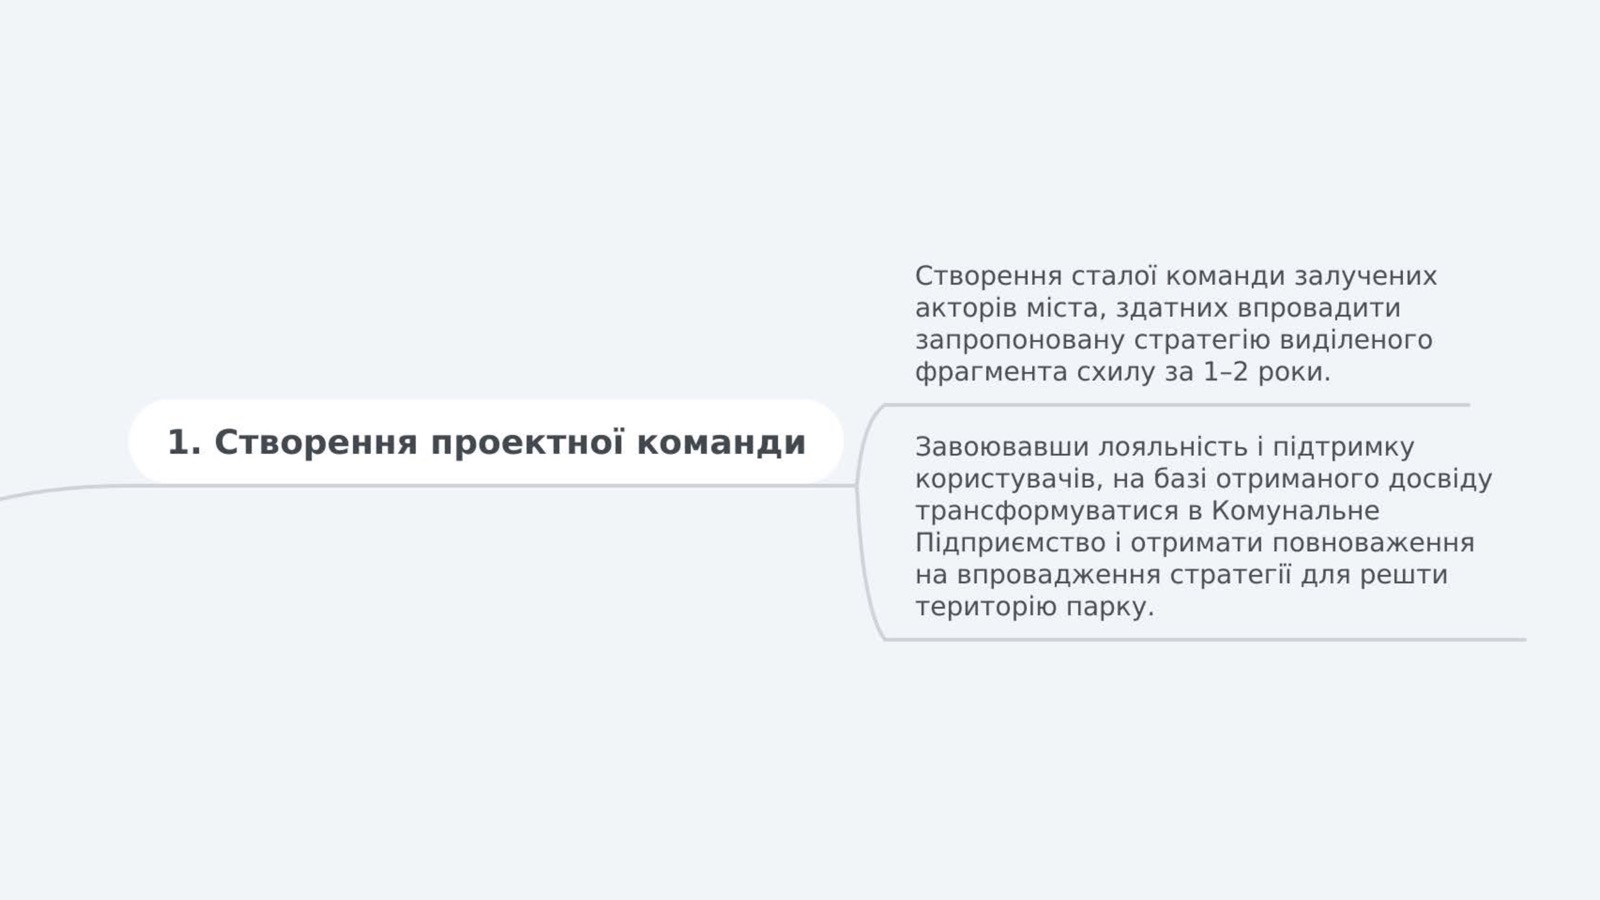 1. Створення проектної команди
Створення сталої команди залучених
акторів міста, здатних впровадити
запропоновану стратегію виділеного
фрагмента схилу за 1–2 роки.
Завоювавши лояльність і підтримку
користувачів, на базі отриманого досвіду
трансформуватися в Комунальне
Підприємство і отримати повноваження
на впровадження стратегії для решти
територію парку.